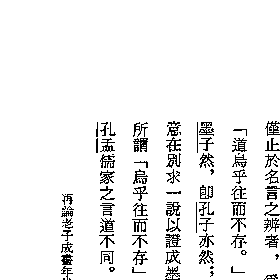 僅止於名言之辨者，
「道烏乎往而不存。」
墨子然，卽孔子亦然；
意在別求一說以證成墨
所謂「烏乎往而不存」
孔孟儒家之言道不同。
再論老子成書年